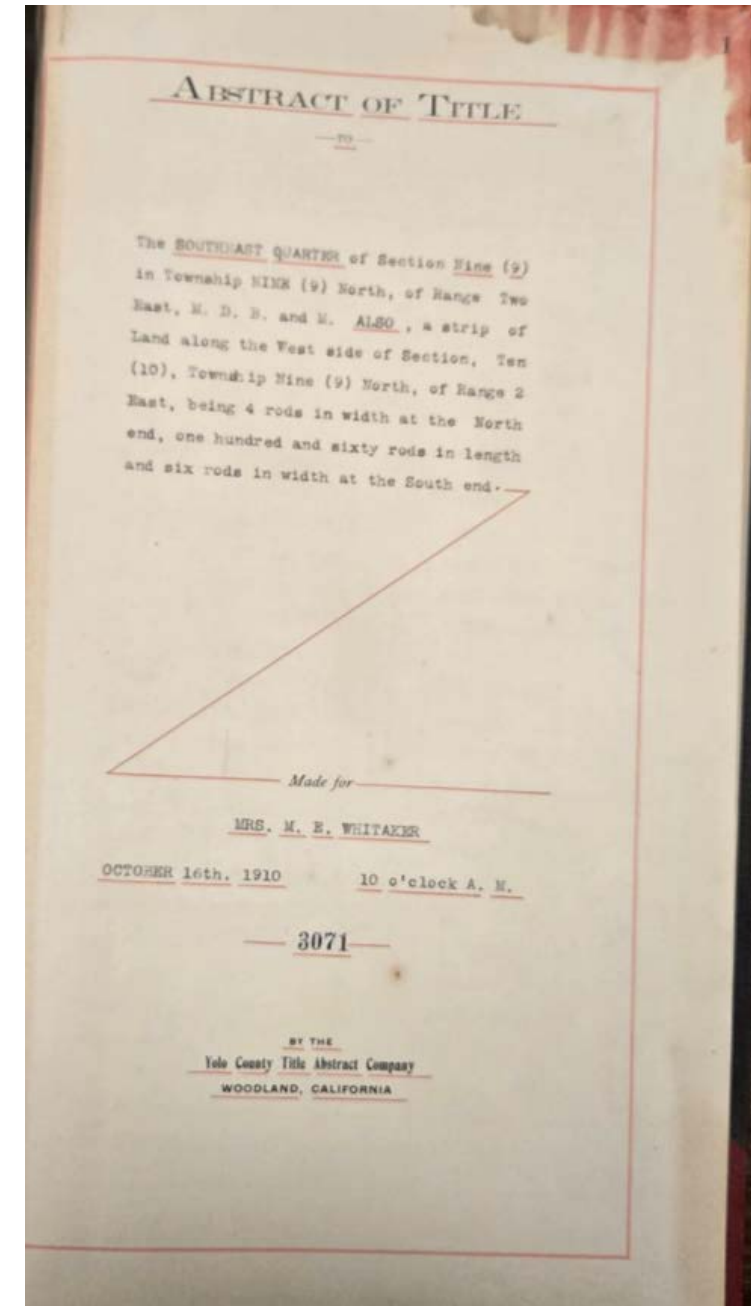 1
ABSTRACT OF TITLE
—TO—
The SOUTHEAST QUARTER of Section Nine (9)
in Township NINE (9) North, of Range Two
East, M. D. B. and M. ALSO , a strip of
Land along the West side of Section, Ten
(10), Township Nine (9) North, of Range 2
East, being 4 rods in width at the North
end, one hundred and sixty rods in length
and six rods in width at the South end.
Made for
MRS. M. E. WHITAKER
OCTOBER 16th. 1910 10 o'clock A. M.
3071
BY THE
Yolo County Title Abstract Company
WOODLAND, CALIFORNIA